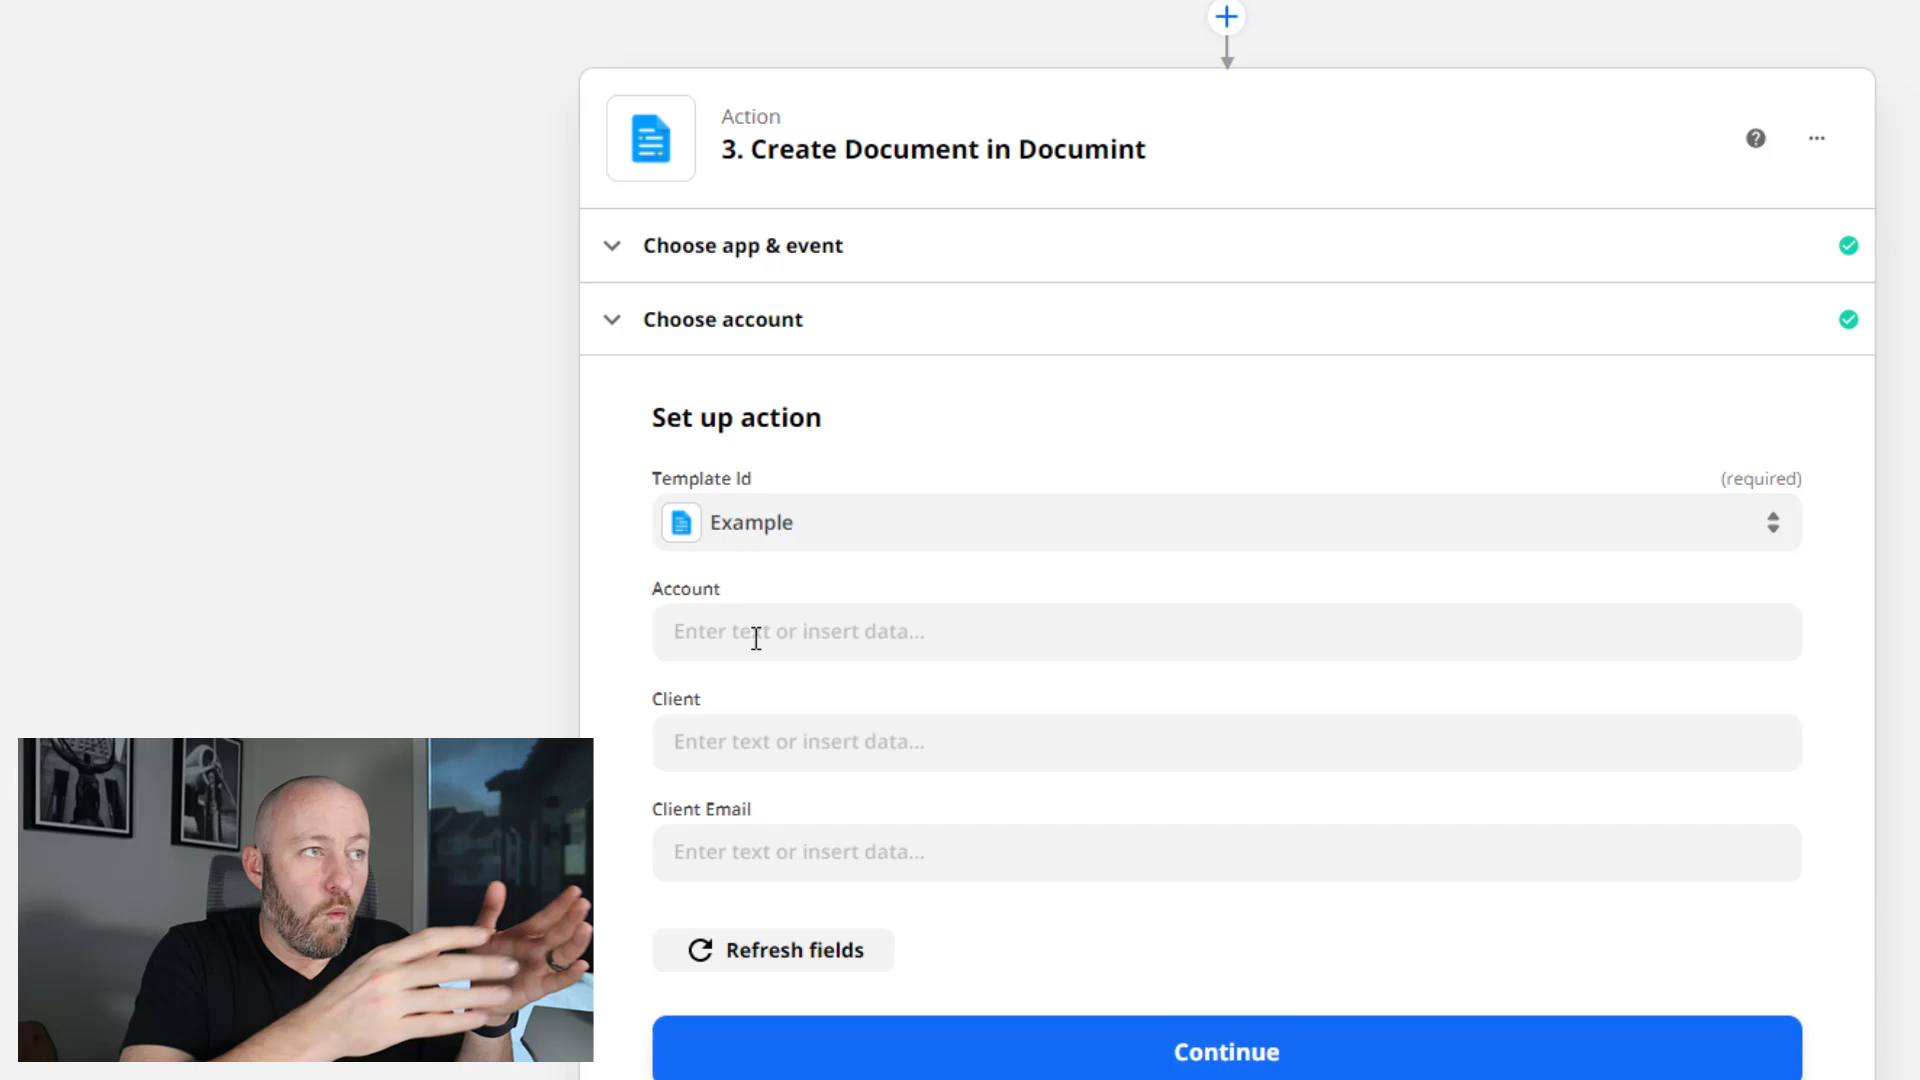 Action
3. Create Document in Documint
Choose app & event
Choose account
Set up action
Template Id (required)
Example
Account
Enter text or insert data...
Client
Enter text or insert data...
Client Email
Enter text or insert data...
Refresh fields
Continue